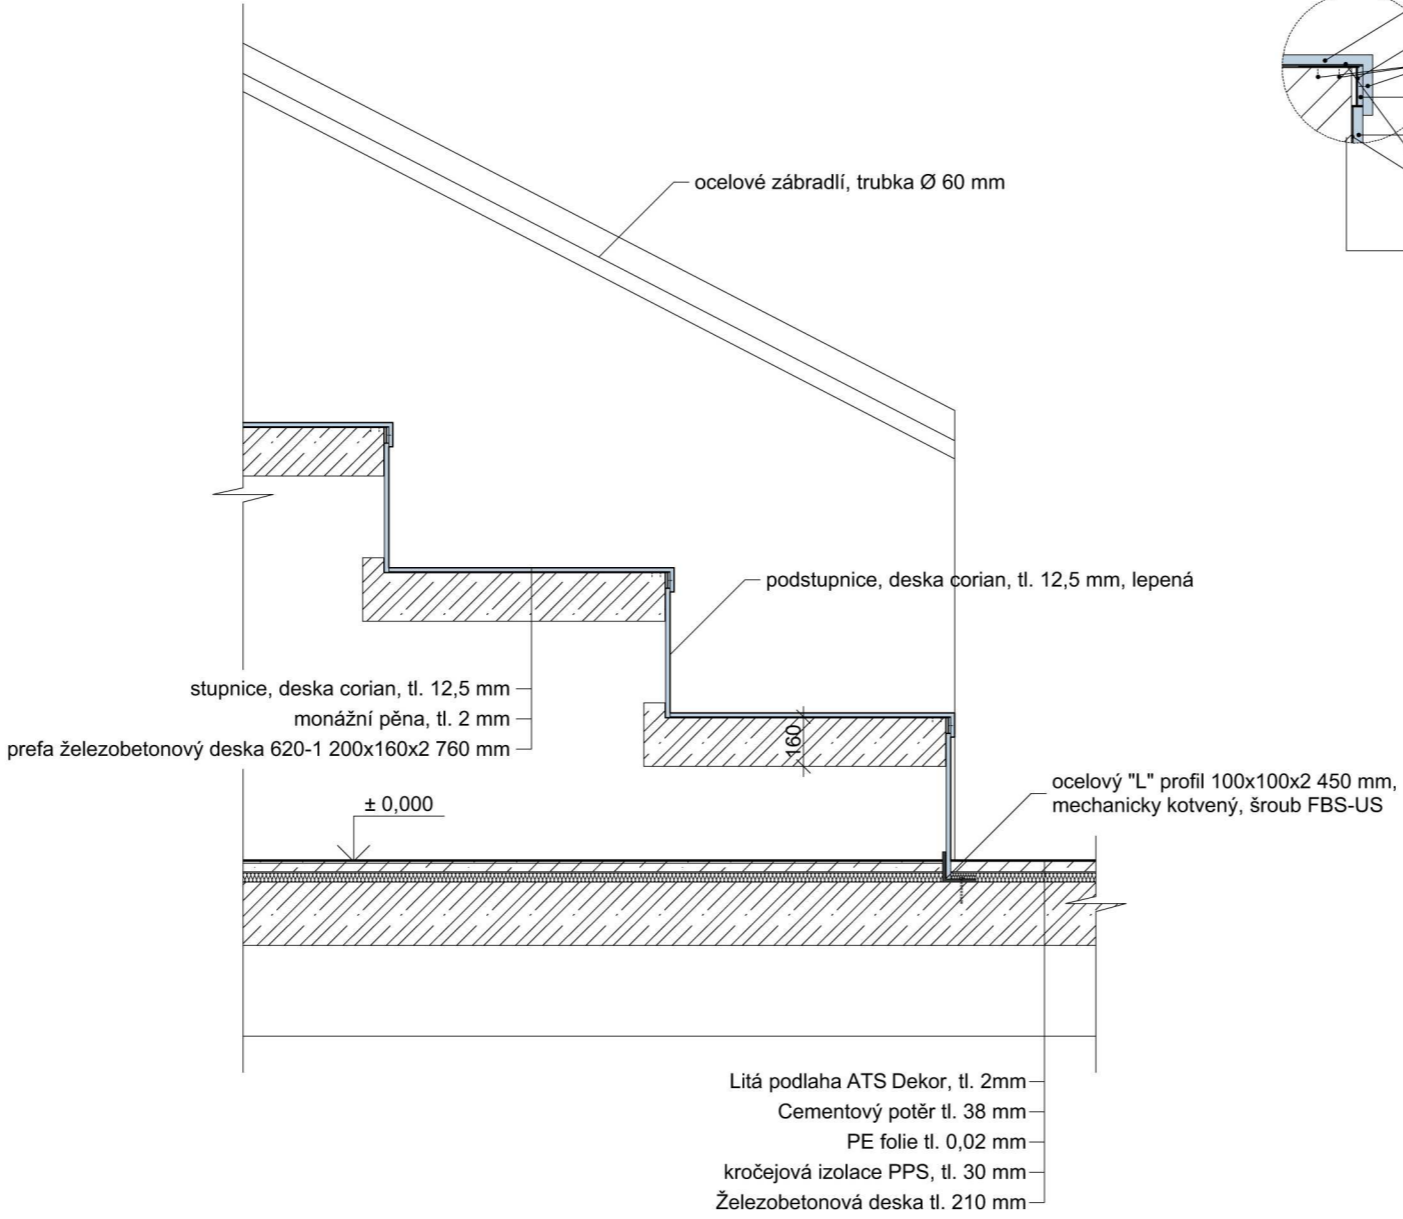 ocelové zábradlí, trubka Ø 60 mm
podstupnice, deska corian, tl. 12,5 mm, lepená
stupnice, deska corian, tl. 12,5 mm
monážní pěna, tl. 2 mm
prefa železobetonový deska 620-1 200x160x2 760 mm
160
ocelový "L" profil 100x100x2 450 mm,
mechanicky kotvený, šroub FBS-US
± 0,000
Litá podlaha ATS Dekor, tl. 2mm
Cementový potěr tl. 38 mm
PE folie tl. 0,02 mm
kročejová izolace PPS, tl. 30 mm
Železobetonová deska tl. 210 mm